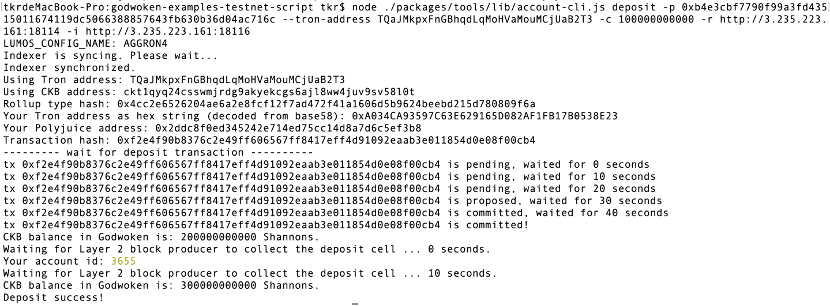 tkrdeMacBook-Pro:godwoken-examples-testnet-script tkr$ node ./packages/tools/lib/account-cli.js deposit -p 0xb4e3cbf7790f99a3fd435
15011674119dc5066388857643fb630b36d04ac716c --tron-address TQaJMkpxFnGBhqdLqMoHVaMouMCjUaB2T3 -c 100000000000 -r http://3.235.223.
161:18114 -i http://3.235.223.161:18116
LUMOS_CONFIG_NAME: AGGRON4
Indexer is syncing. Please wait...
Indexer synchronized.
Using Tron address: TQaJMkpxFnGBhqdLqMoHVaMouMCjUaB2T3
Using CKB address: ckt1qyq24csswmjrdg9akyekcgs6ajl8ww4juv9sv58l0t
Rollup type hash: 0x4cc2e6526204ae6a2e8fcf12f7ad472f41a1606d5b9624beebd215d780809f6a
Your Tron address as hex string (decoded from base58): 0xA034CA93597C63E629165D082AF1FB17B0538E23
Your Polyjuice address: 0x2ddc8f0ed345242e714ed75cc14d8a7d6c5ef3b8
Transaction hash: 0xf2e4f90b8376c2e49ff606567ff8417eff4d91092eaab3e011854d0e08f00cb4
--------- wait for deposit transaction ----------
tx 0xf2e4f90b8376c2e49ff606567ff8417eff4d91092eaab3e011854d0e08f00cb4 is pending, waited for 0 seconds
tx 0xf2e4f90b8376c2e49ff606567ff8417eff4d91092eaab3e011854d0e08f00cb4 is pending, waited for 10 seconds
tx 0xf2e4f90b8376c2e49ff606567ff8417eff4d91092eaab3e011854d0e08f00cb4 is pending, waited for 20 seconds
tx 0xf2e4f90b8376c2e49ff606567ff8417eff4d91092eaab3e011854d0e08f00cb4 is proposed, waited for 30 seconds
tx 0xf2e4f90b8376c2e49ff606567ff8417eff4d91092eaab3e011854d0e08f00cb4 is committed, waited for 40 seconds
tx 0xf2e4f90b8376c2e49ff606567ff8417eff4d91092eaab3e011854d0e08f00cb4 is committed!
CKB balance in Godwoken is: 200000000000 Shannons.
Waiting for Layer 2 block producer to collect the deposit cell ... 0 seconds.
Your account id: 3655
Waiting for Layer 2 block producer to collect the deposit cell ... 10 seconds.
CKB balance in Godwoken is: 300000000000 Shannons.
Deposit success!